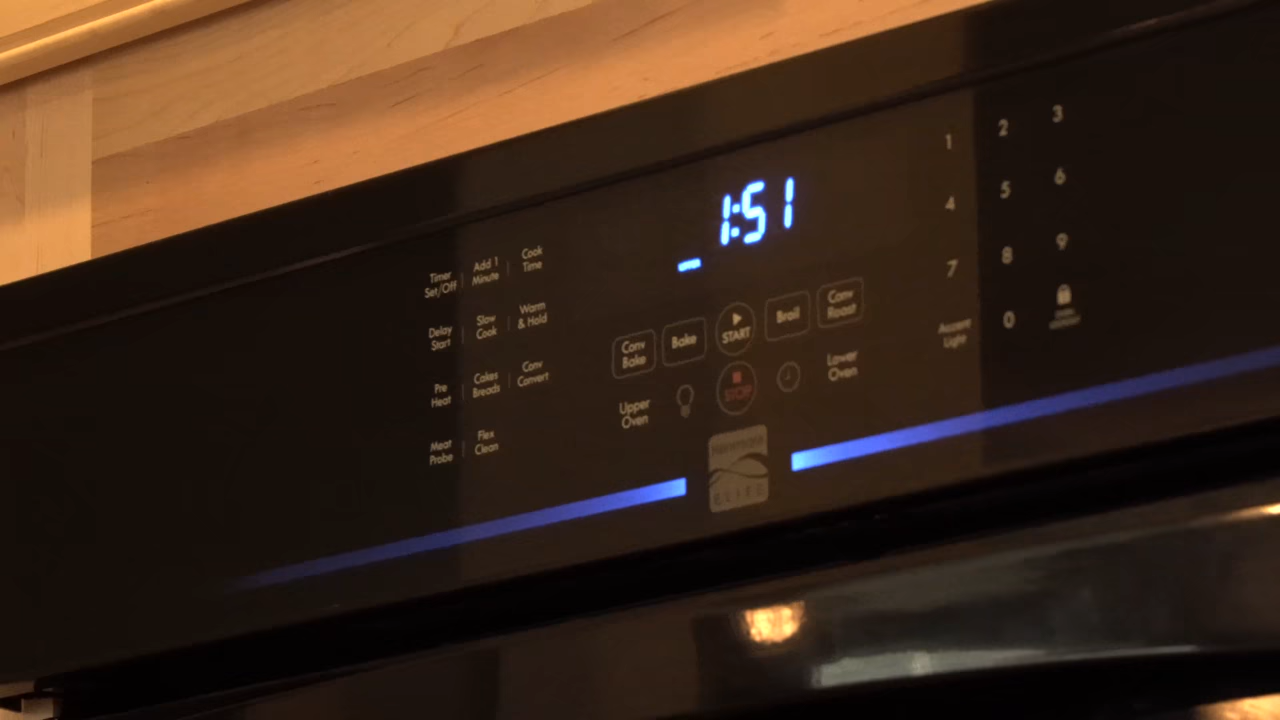 1:51
UPPER
Timer
Set/Off
Add 1
Minute
Cook
Time
Delay
Start
Slow
Cook
Warm
& Hold
Pre
Heat
Cakes
Breads
Conv
Convert
Meat
Probe
Flex
Clean
Conv
Bake
Bake
START
Broil
Conv
Roast
Upper
Oven
STOP
Lower
Oven
Kenmore
ELITE
1
2
3
4
5
6
7
8
9
Accent
Light
0